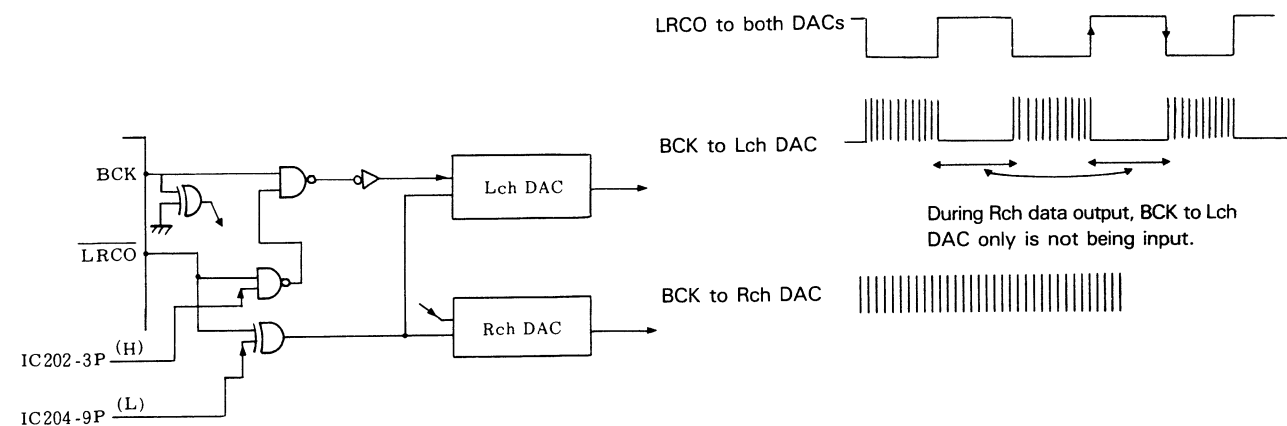 LRCO to both DACs
BCK to Lch DAC
During Rch data output, BCK to Lch
DAC only is not being input.
BCK to Rch DAC
BCK
LRCO
Lch DAC
Rch DAC
IC202-3P (H)
IC204-9P (L)